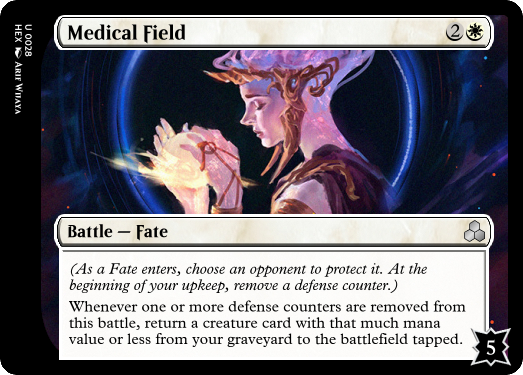 Medical Field 2
Battle — Fate
(As a Fate enters, choose an opponent to protect it. At the
beginning of your upkeep, remove a defense counter.)
Whenever one or more defense counters are removed from
this battle, return a creature card with that much mana
value or less from your graveyard to the battlefield tapped.
5
U 0028
HEX Arif Wijaya